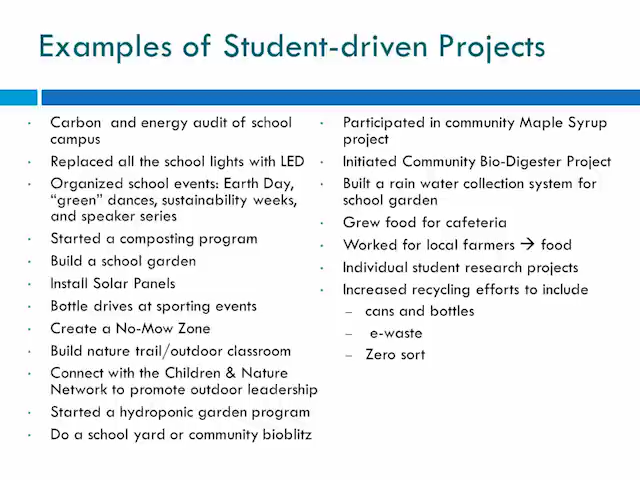 Examples of Student-driven Projects
• Carbon and energy audit of school
campus
• Replaced all the school lights with LED
• Organized school events: Earth Day,
“green” dances, sustainability weeks,
and speaker series
• Started a composting program
• Build a school garden
• Install Solar Panels
• Bottle drives at sporting events
• Create a No-Mow Zone
• Build nature trail/outdoor classroom
• Connect with the Children & Nature
Network to promote outdoor leadership
• Started a hydroponic garden program
• Do a school yard or community bioblitz
• Participated in community Maple Syrup
project
• Initiated Community Bio-Digester Project
• Built a rain water collection system for
school garden
• Grew food for cafeteria
• Worked for local farmers → food
• Individual student research projects
• Increased recycling efforts to include
– cans and bottles
– e-waste
– Zero sort